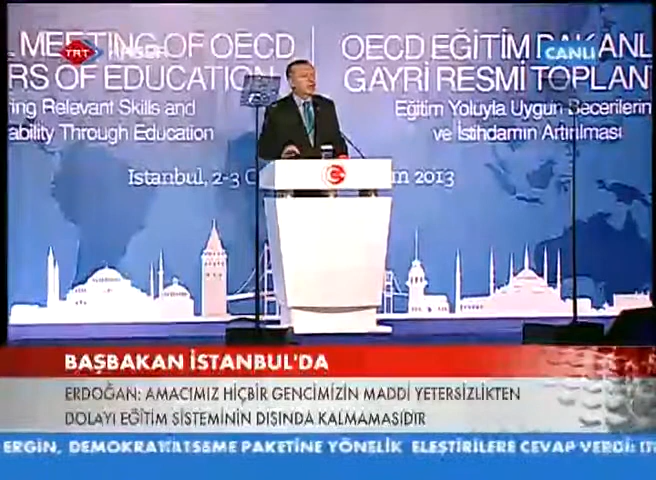 L MEETING OF OECD
RS OF EDUCATION
ring Relevant Skills and
ability Through Education
OECD EĞİTİM BAKANL
GAYRİ RESMİ TOPLANT
Eğitim Yoluyla Uygun Becerilerin
ve İstihdamın Artırılması
TRT HABER
CANLI
İstanbul, 2-3
2013
BAŞBAKAN İSTANBUL'DA
ERDOĞAN: AMACIMIZ HİÇBİR GENCİMİZİN MADDİ YETERSİZLİKTEN
DOLAYI EĞİTİM SİSTEMİNİN DIŞINDA KALMAMASIDIR
ERGİN, DEMOKRATİKLEŞME PAKETİNE YÖNELİK ELEŞTİRİLERE CEVAP VERDİ: